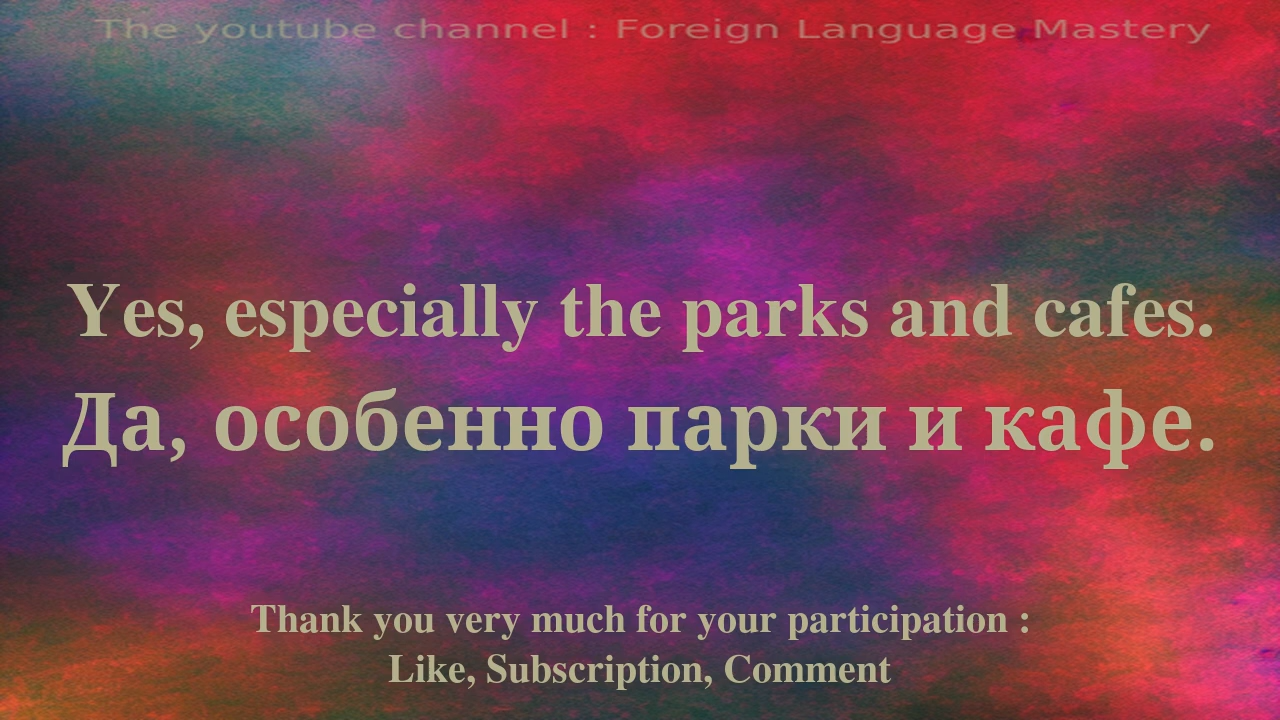 The youtube channel : Foreign Language Mastery
Yes, especially the parks and cafes.
Да, особенно парки и кафе.
Thank you very much for your participation :
Like, Subscription, Comment